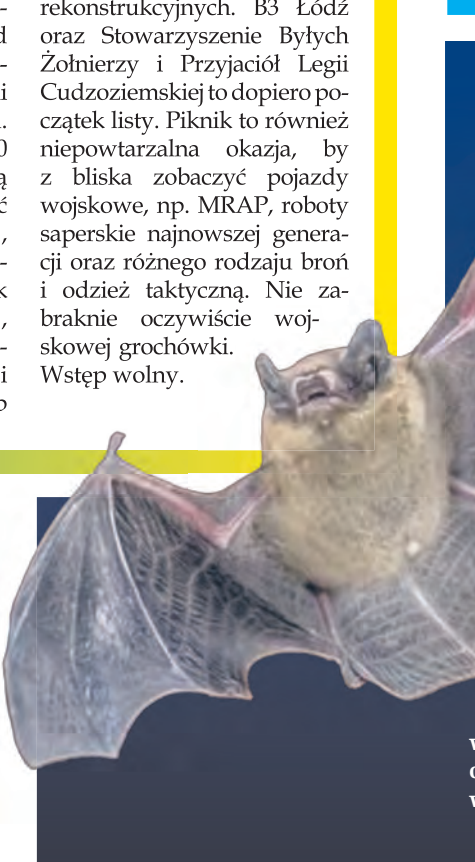 rekonstrukcyjnych. B3 Łódź
oraz Stowarzyszenie Byłych
Żołnierzy i Przyjaciół Legii
Cudzoziemskiej to dopiero po-
czątek listy. Piknik to również
niepowtarzalna okazja, by
z bliska zobaczyć pojazdy
wojskowe, np. MRAP, roboty
saperskie najnowszej genera-
cji oraz różnego rodzaju broń
i odzież taktyczną. Nie za-
braknie oczywiście woj-
skowej grochówki.
Wstęp wolny.